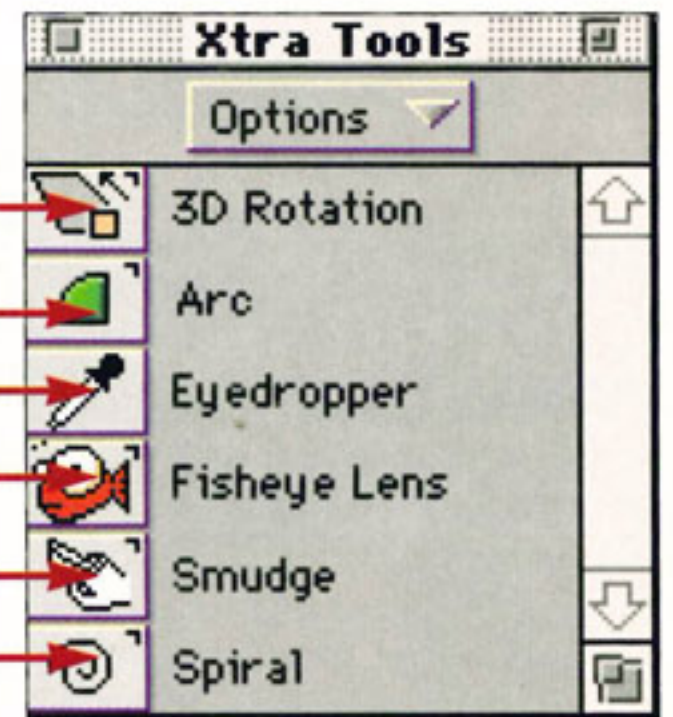 Xtra Tools
Options
3D Rotation
Arc
Eyedropper
Fisheye Lens
Smudge
Spiral